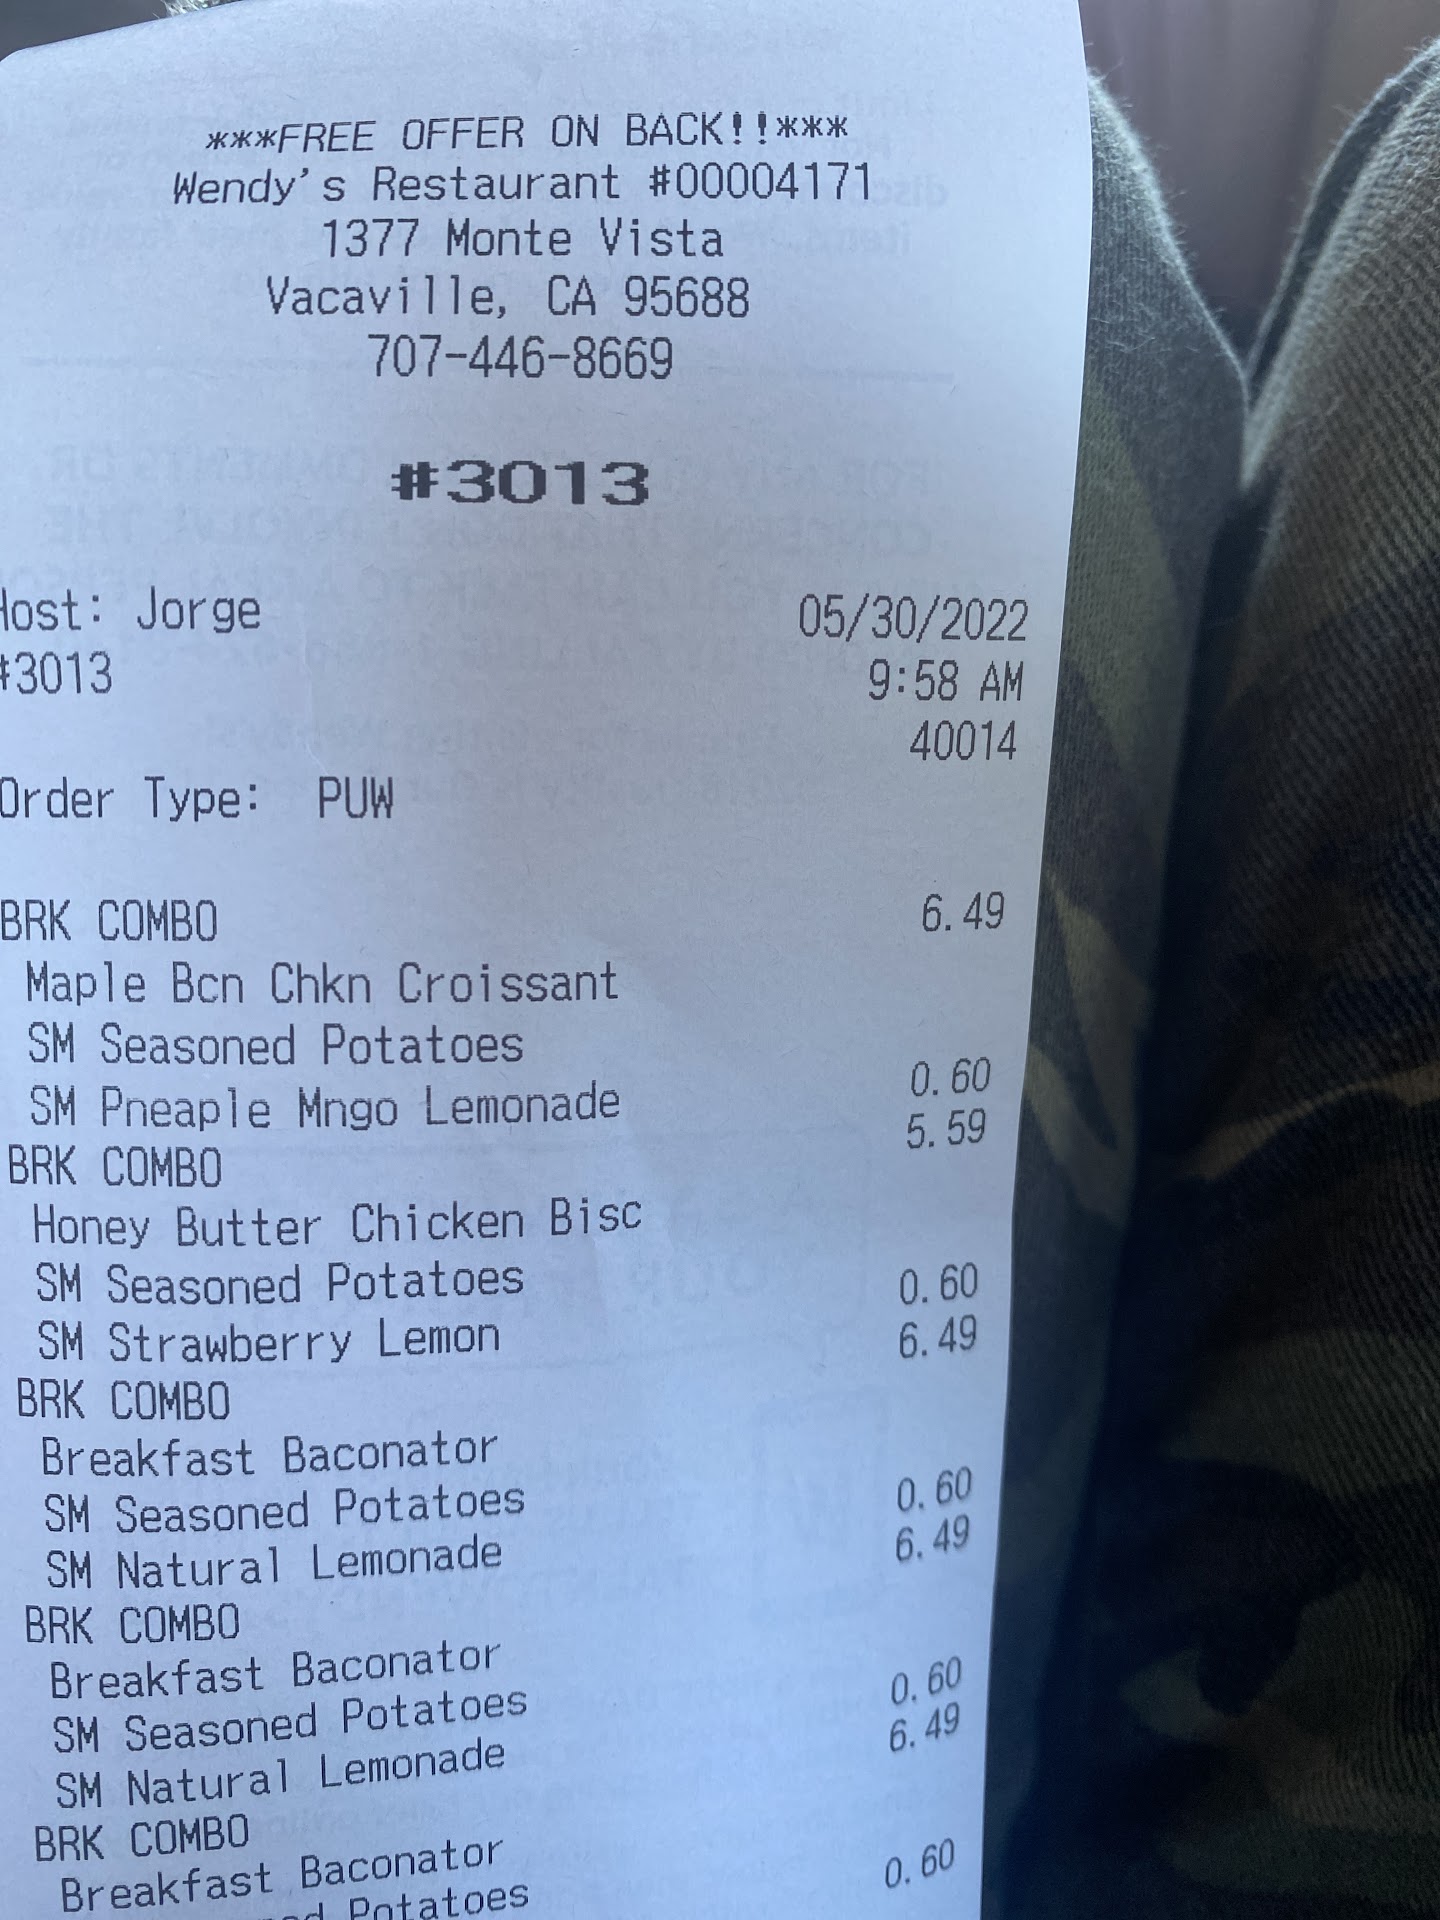 ***FREE OFFER ON BACK!!***
Wendy's Restaurant #00004171
1377 Monte Vista
Vacaville, CA 95688
707-446-8669
#3013
Host: Jorge 05/30/2022
#3013 9:58 AM
40014
Order Type: PUW
BRK COMBO 6.49
Maple Bcn Chkn Croissant
SM Seasoned Potatoes
SM Pneaple Mngo Lemonade 0.60
BRK COMBO 5.59
Honey Butter Chicken Bisc
SM Seasoned Potatoes
SM Strawberry Lemon 0.60
BRK COMBO 6.49
Breakfast Baconator
SM Seasoned Potatoes
SM Natural Lemonade 0.60
BRK COMBO 6.49
Breakfast Baconator
SM Seasoned Potatoes
SM Natural Lemonade 0.60
BRK COMBO 6.49
Breakfast Baconator
Potatoes 0.60